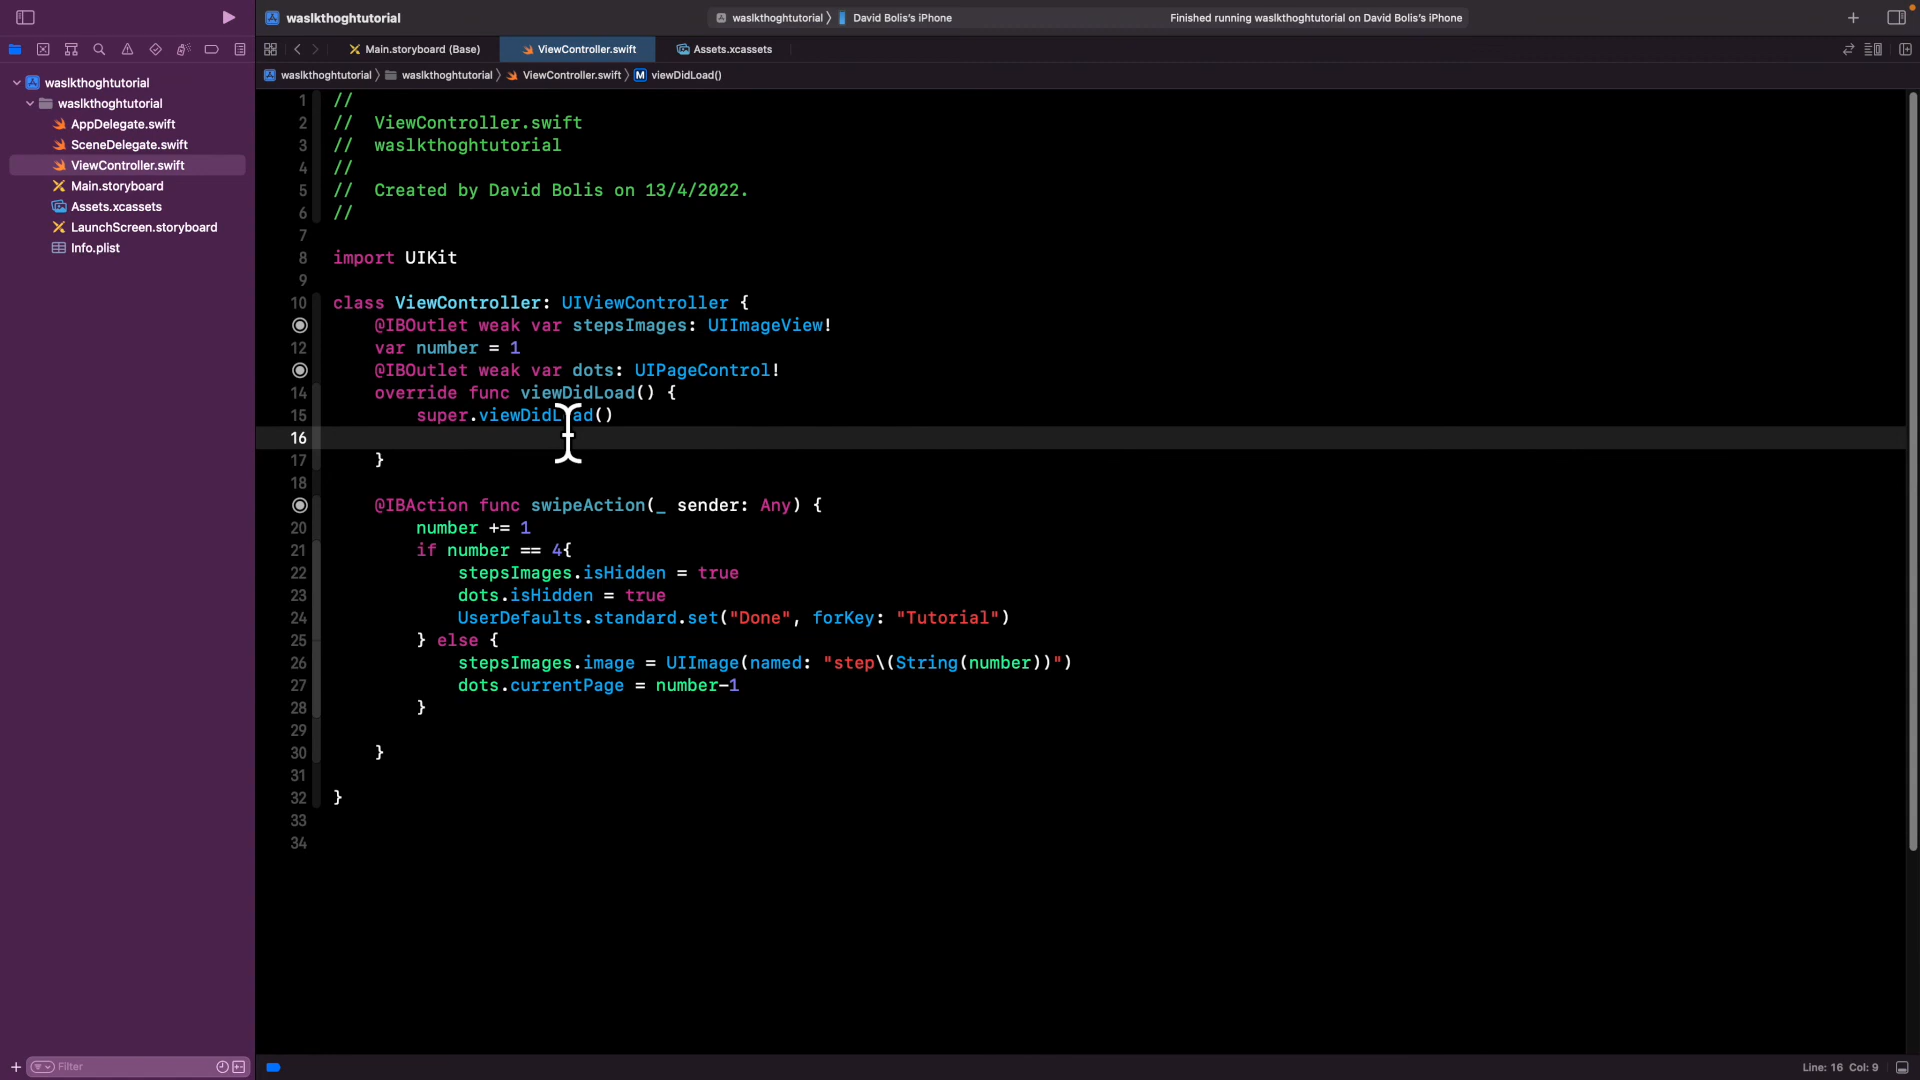 waslkthoghtutorial
waslkthoghtutorial 〉 David Bolis's iPhone
Finished running waslkthoghtutorial on David Bolis's iPhone
Main.storyboard (Base)
ViewController.swift
Assets.xcassets
waslkthoghtutorial 〉 waslkthoghtutorial 〉 ViewController.swift 〉 M viewDidLoad()
waslkthoghtutorial
waslkthoghtutorial
AppDelegate.swift
SceneDelegate.swift
ViewController.swift
Main.storyboard
Assets.xcassets
LaunchScreen.storyboard
Info.plist
1 //
2 //  ViewController.swift
3 //  waslkthoghtutorial
4 //
5 //  Created by David Bolis on 13/4/2022.
6 //
7
8 import UIKit
9
10 class ViewController: UIViewController {
@IBOutlet weak var stepsImages: UIImageView!
12 var number = 1
@IBOutlet weak var dots: UIPageControl!
14 override func viewDidLoad() {
15 super.viewDidLoad()
16
17 }
18
@IBAction func swipeAction(_ sender: Any) {
20 number += 1
21 if number == 4{
22 stepsImages.isHidden = true
23 dots.isHidden = true
24 UserDefaults.standard.set("Done", forKey: "Tutorial")
25 } else {
26 stepsImages.image = UIImage(named: "step\(String(number))")
27 dots.currentPage = number-1
28 }
29
30 }
31
32 }
33
34
Filter
Line: 16 Col: 9